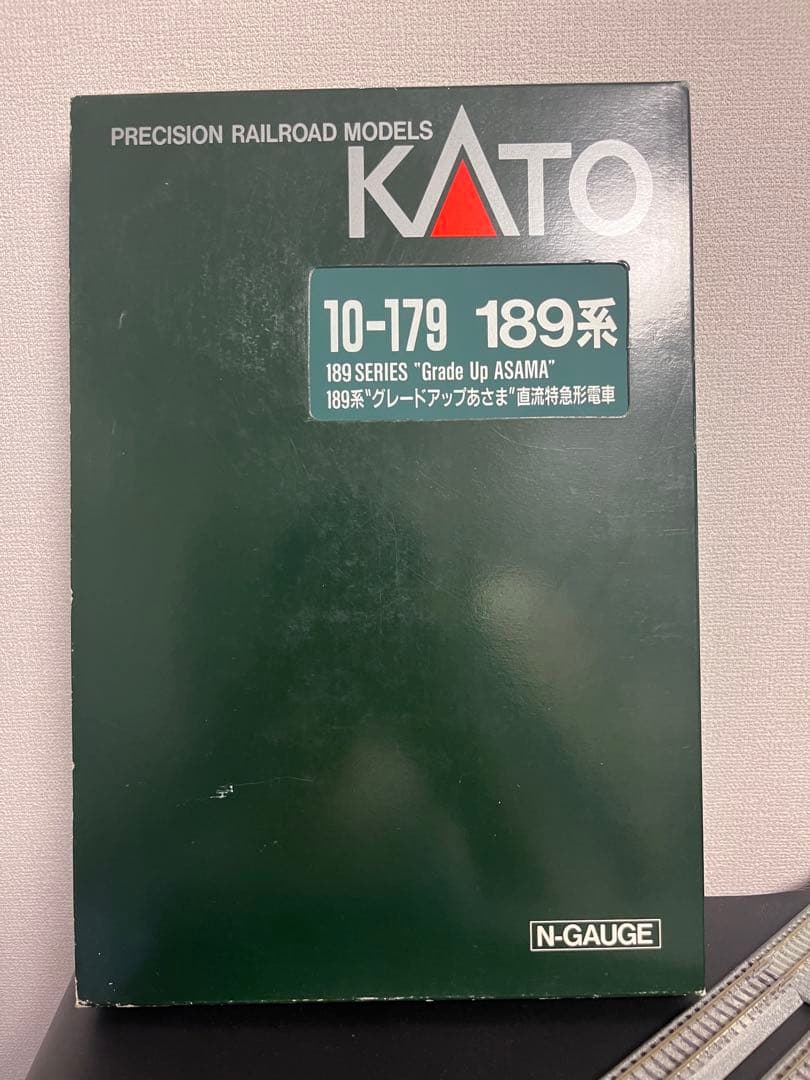 PRECISION RAILROAD MODELS
KATO
10-179 189系
189 SERIES "Grade Up ASAMA"
189系"グレードアップあさま"直流特急形電車
N-GAUGE